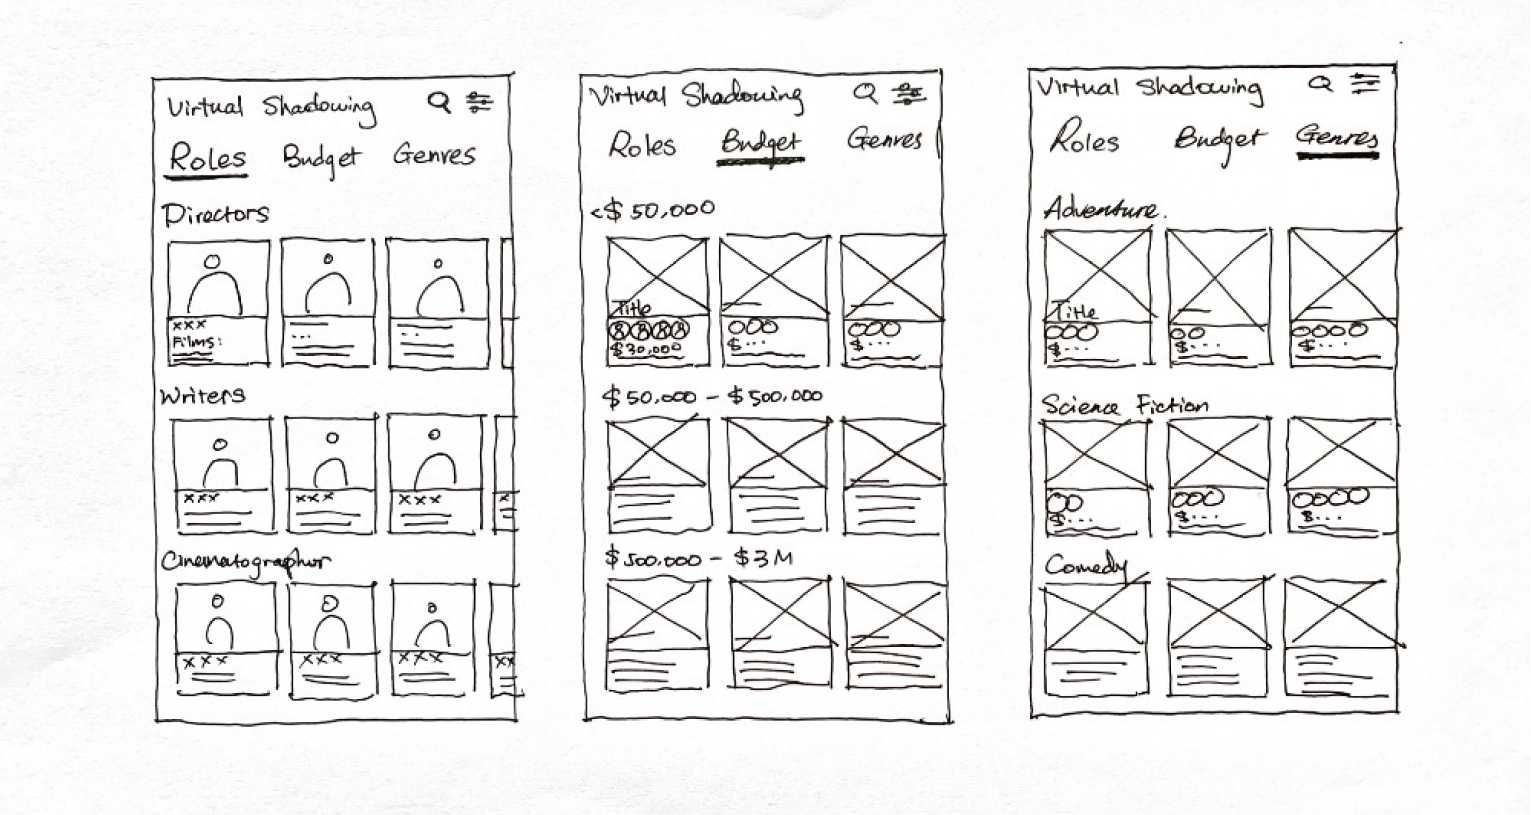 Virtual Shadowing
Roles Budget Genres
Directors
xxx
Films:
Writers
xxx xxx xxx x
Cinematographer
xxx xxx xxx xx
Virtual Shadowing
Roles Budget Genres
<$50,000
Title
$30,000 $... $...
$50,000 - $500,000
$500,000 - $3M
Virtual Shadowing
Roles Budget Genres
Adventure.
Title
$... $... $...
Science Fiction
$... $... $...
Comedy